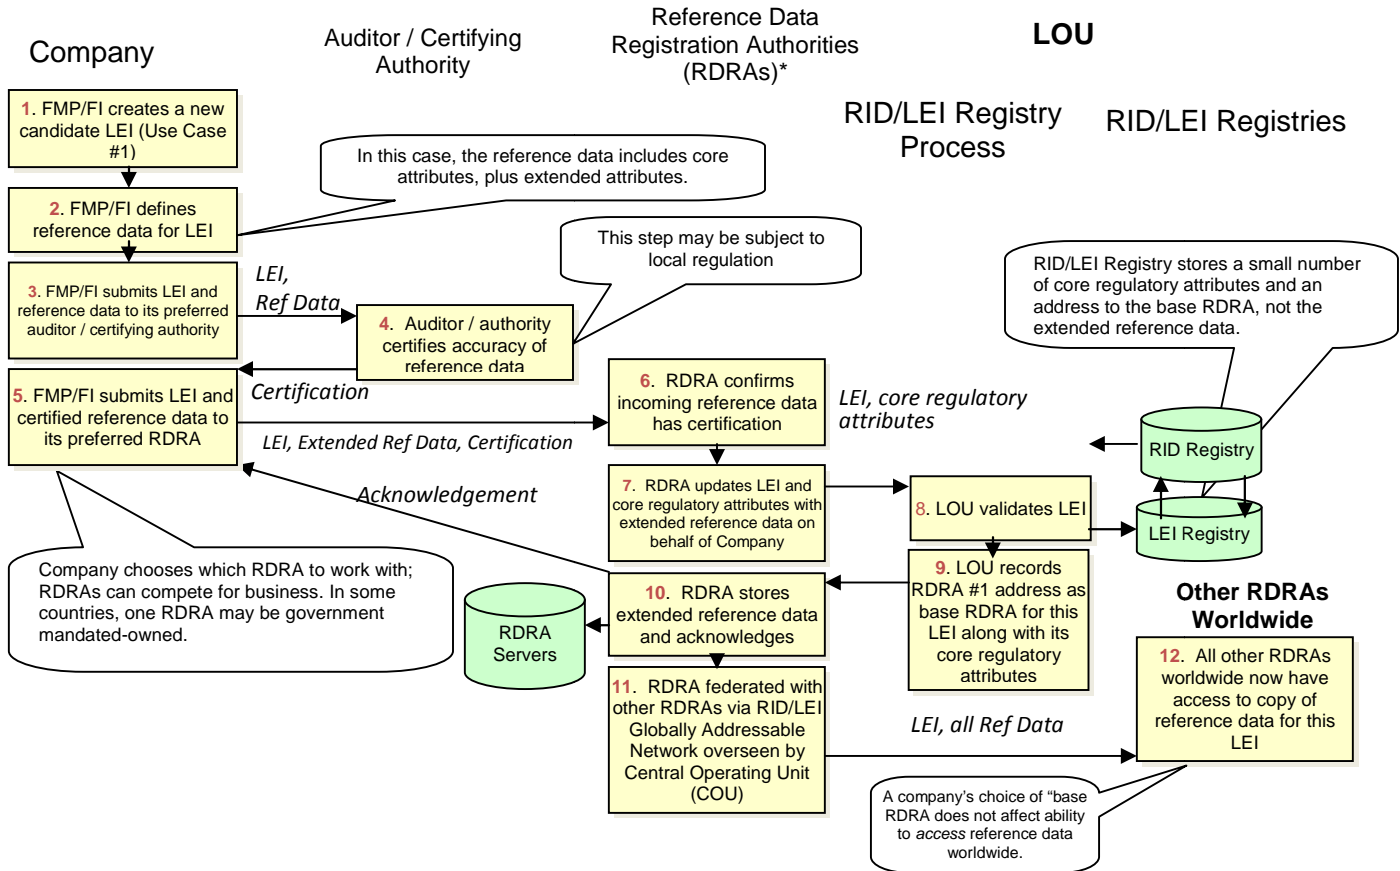 Company
Auditor / Certifying
Authority
Reference Data
Registration Authorities
(RDRAs)*
LOU
RID/LEI Registry
Process
RID/LEI Registries
1. FMP/FI creates a new
candidate LEI (Use Case
#1)
In this case, the reference data includes core
attributes, plus extended attributes.
2. FMP/FI defines
reference data for LEI
This step may be subject to
local regulation
RID/LEI Registry stores a small number
of core regulatory attributes and an
address to the base RDRA, not the
extended reference data.
3. FMP/FI submits LEI and
reference data to its preferred
auditor / certifying authority
LEI,
Ref Data
4. Auditor / authority
certifies accuracy of
reference data
Certification
5. FMP/FI submits LEI and
certified reference data to
its preferred RDRA
LEI, Extended Ref Data, Certification
6. RDRA confirms
incoming reference data
has certification
LEI, core regulatory
attributes
RID Registry
LEI Registry
Acknowledgement
7. RDRA updates LEI and
core regulatory attributes with
extended reference data on
behalf of Company
8. LOU validates LEI
9. LOU records
RDRA #1 address as
base RDRA for this
LEI along with its
core regulatory
attributes
Company chooses which RDRA to work with;
RDRAs can compete for business. In some
countries, one RDRA may be government
mandated-owned.
RDRA
Servers
10. RDRA stores
extended reference data
and acknowledges
11. RDRA federated with
other RDRAs via RID/LEI
Globally Addressable
Network overseen by
Central Operating Unit
(COU)
LEI, all Ref Data
Other RDRAs
Worldwide
12. All other RDRAs
worldwide now have
access to copy of
reference data for this
LEI
A company's choice of "base
RDRA does not affect ability
to access reference data
worldwide.